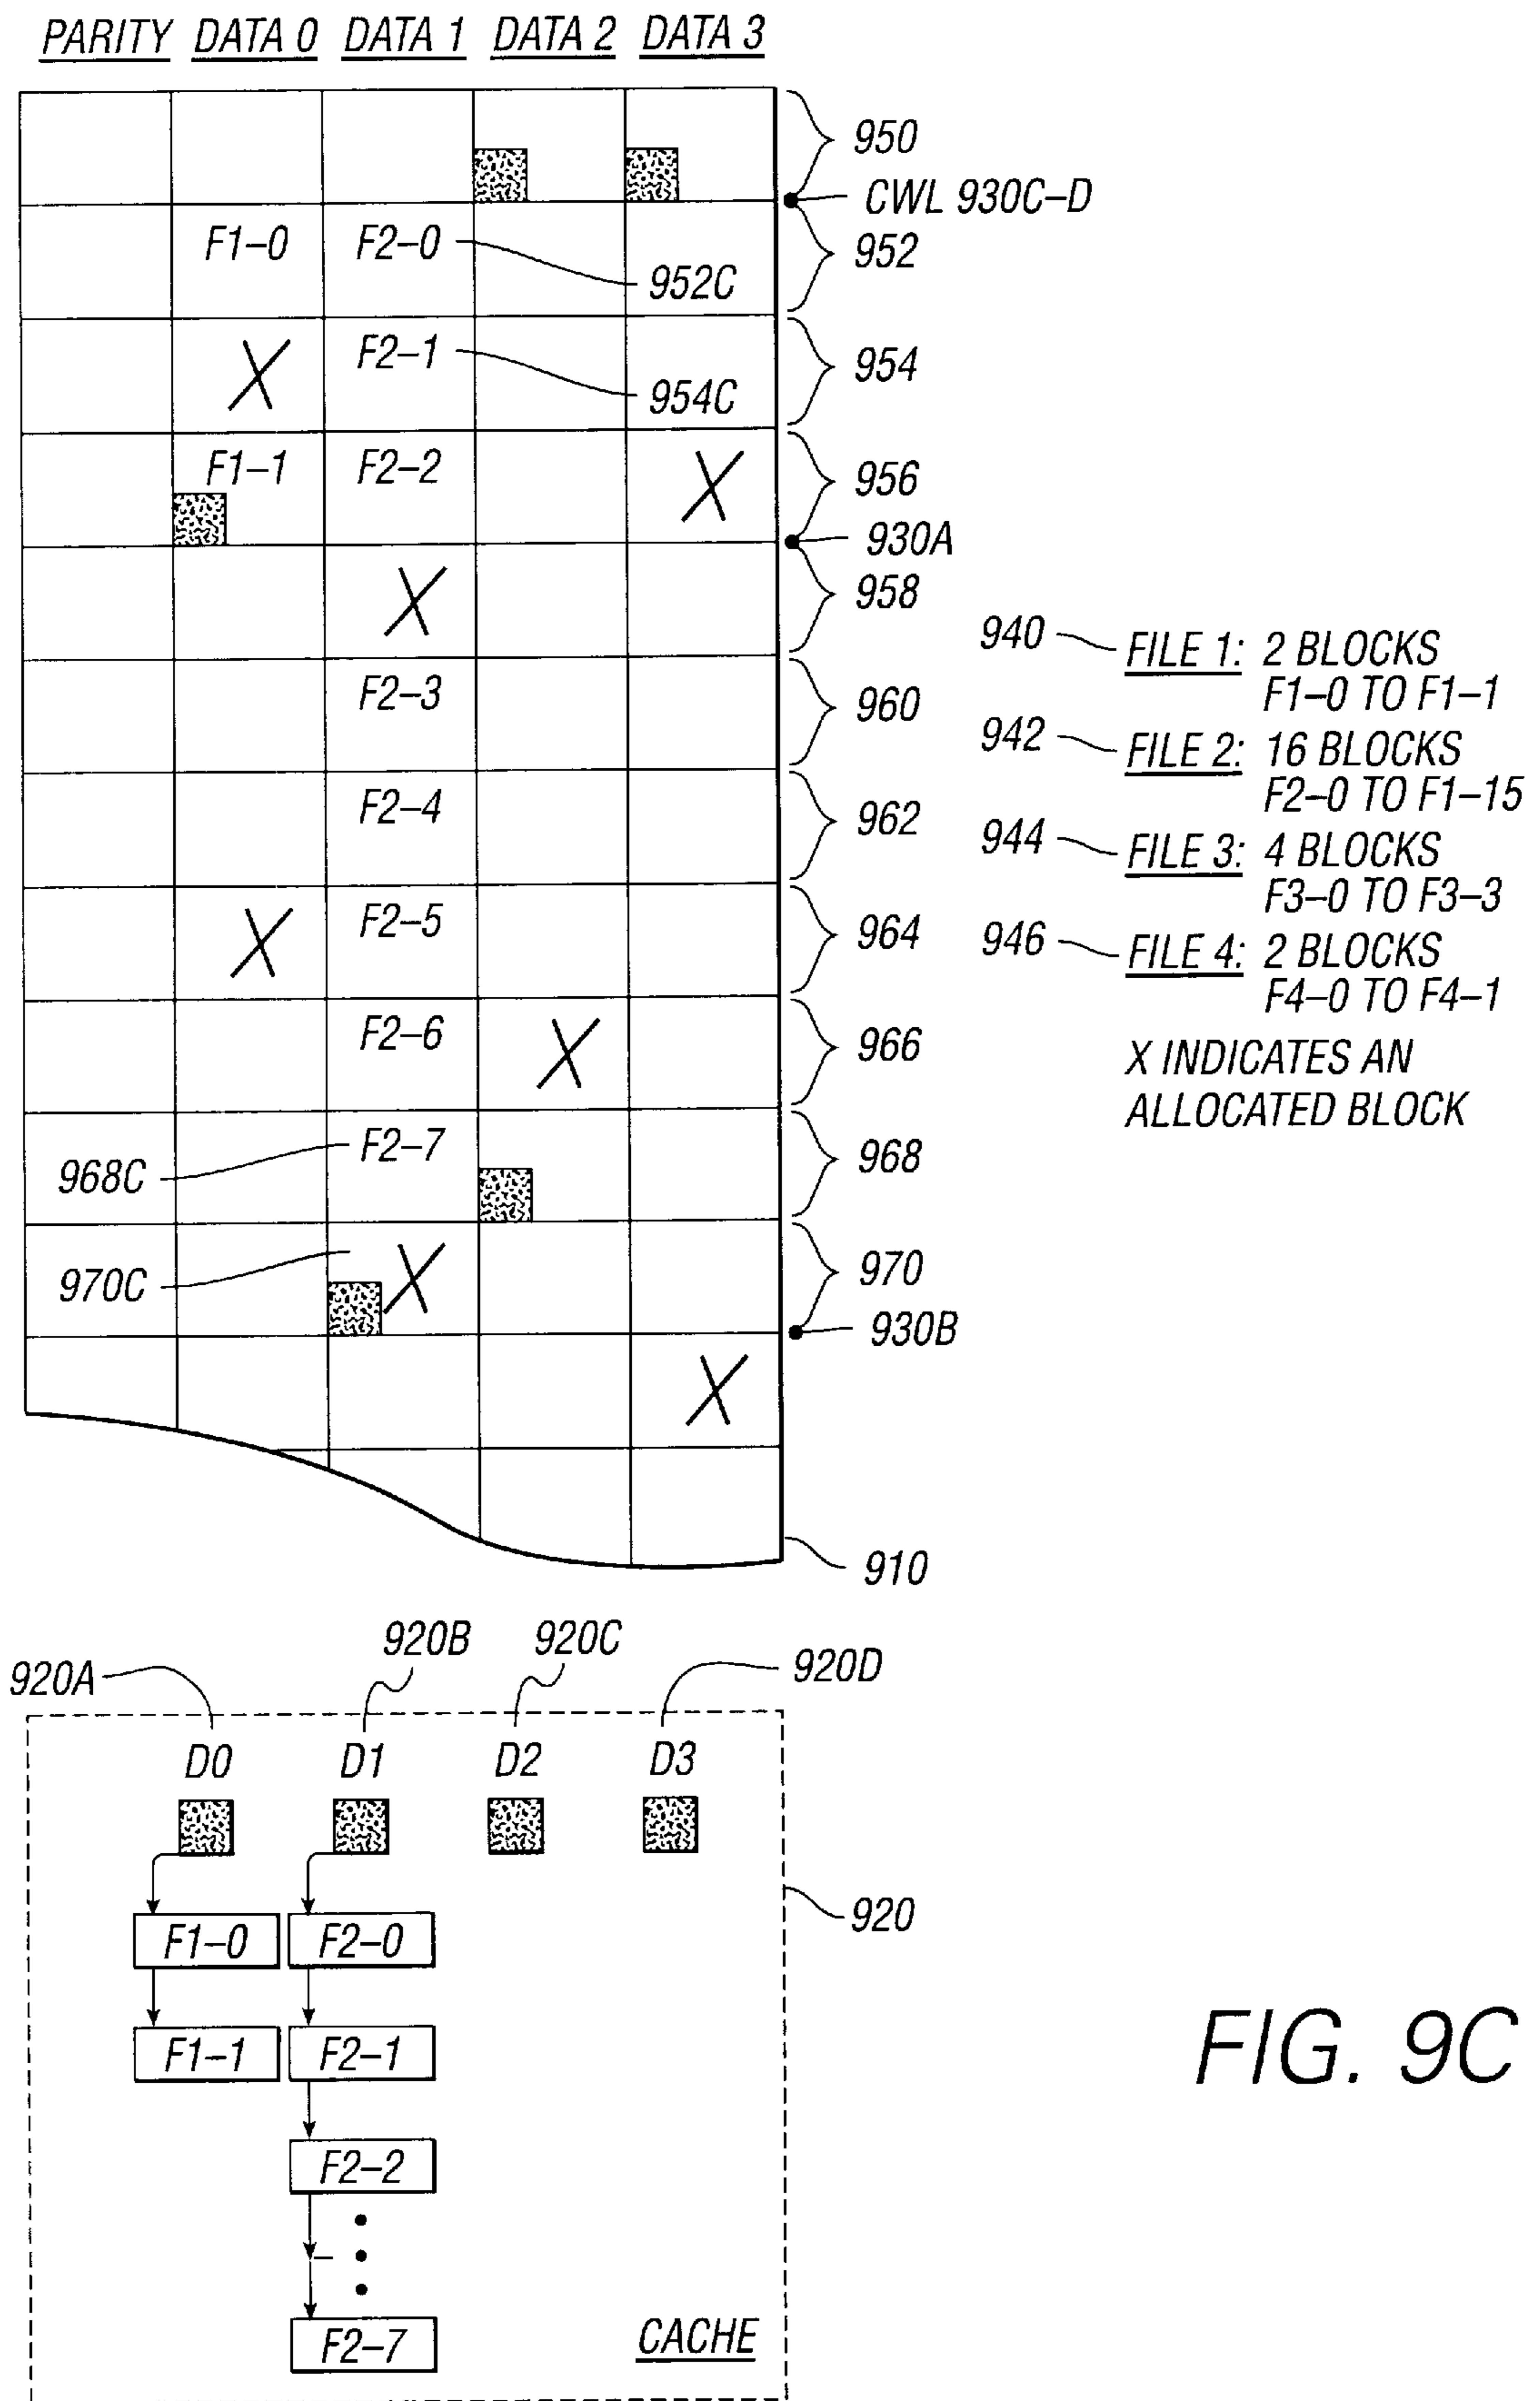 PARITY DATA 0 DATA 1 DATA 2 DATA 3
950
CWL 930C–D
F1–0 F2–0 952
952C
X F2–1 954
954C
F1–1 F2–2 X 956
930A
X 958
940 FILE 1: 2 BLOCKS
F1–0 TO F1–1
F2–3 960
942 FILE 2: 16 BLOCKS
F2–0 TO F1–15
F2–4 962
944 FILE 3: 4 BLOCKS
F3–0 TO F3–3
X F2–5 964
946 FILE 4: 2 BLOCKS
F4–0 TO F4–1
F2–6 X 966
X INDICATES AN
ALLOCATED BLOCK
F2–7 968
968C
X 970
970C
930B
X
910
920A 920B 920C 920D
D0 D1 D2 D3
920
F1–0 F2–0
F1–1 F2–1
F2–2
F2–7
CACHE
FIG. 9C